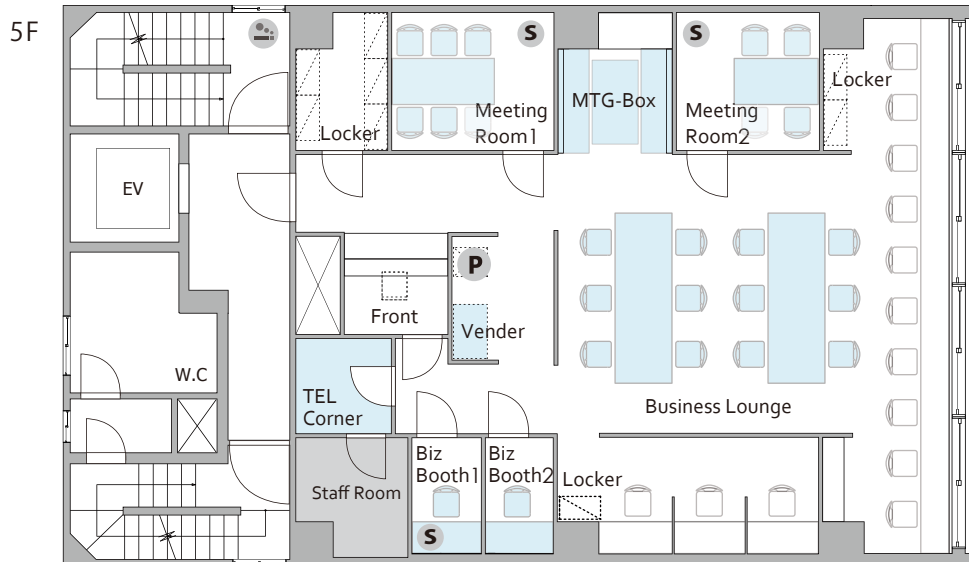 5F
S
S
Meeting
Room1
MTG-Box
Meeting
Room2
Locker
Locker
EV
P
Front
Vender
W.C
TEL
Corner
Business Lounge
Biz
Booth1
Biz
Booth2
Locker
Staff Room
S